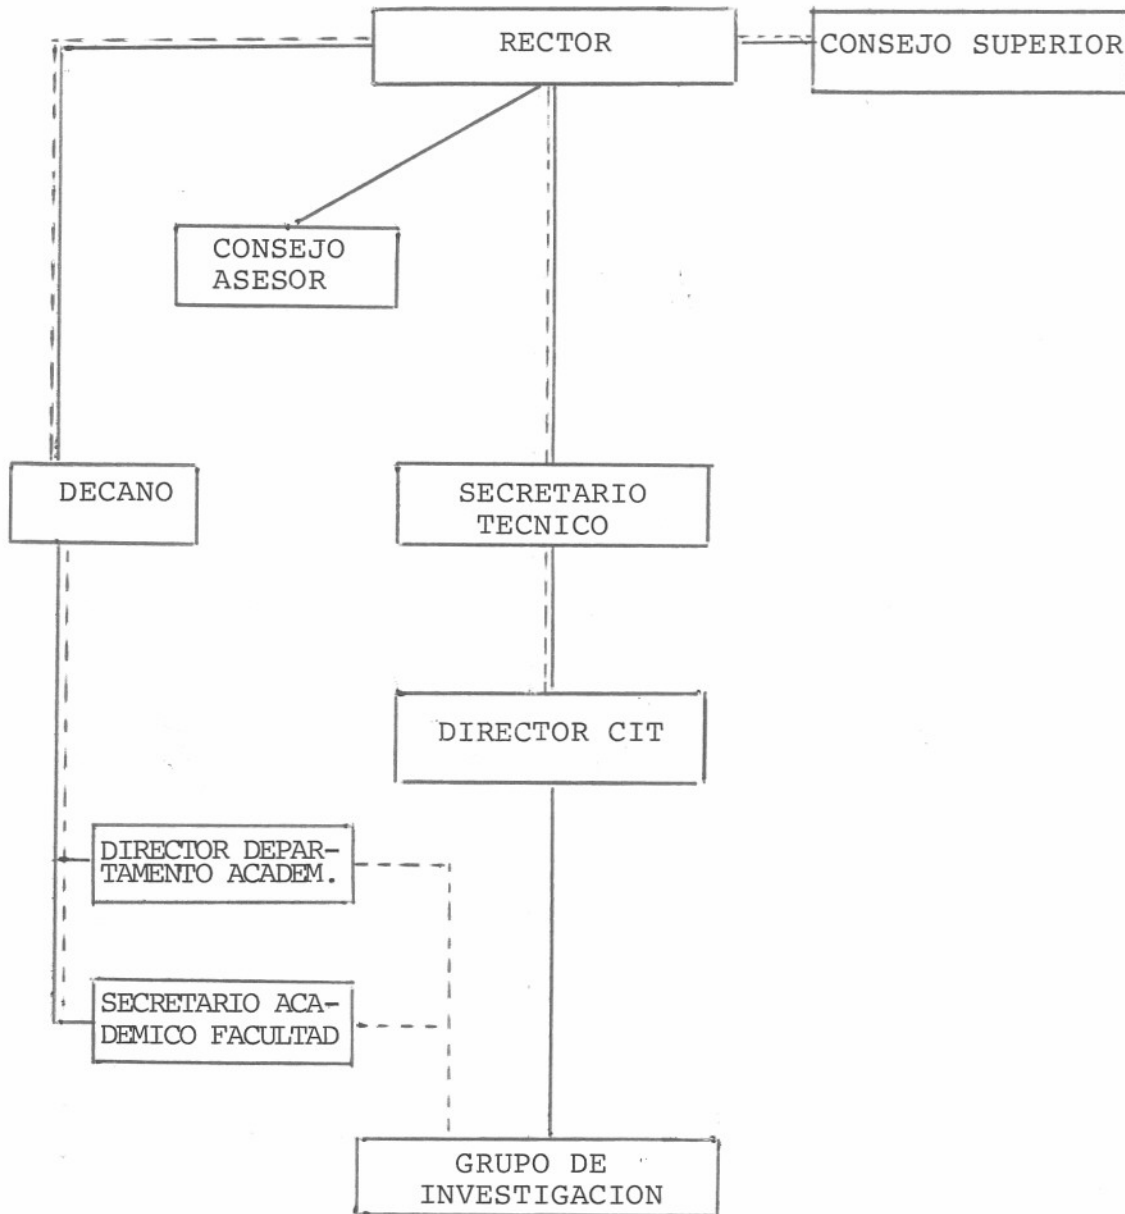 RECTOR
CONSEJO SUPERIOR
CONSEJO
ASESOR
DECANO
SECRETARIO
TECNICO
DIRECTOR CIT
DIRECTOR DEPAR-
TAMENTO ACADEM.
SECRETARIO ACA-
DEMICO FACULTAD
GRUPO DE
INVESTIGACION